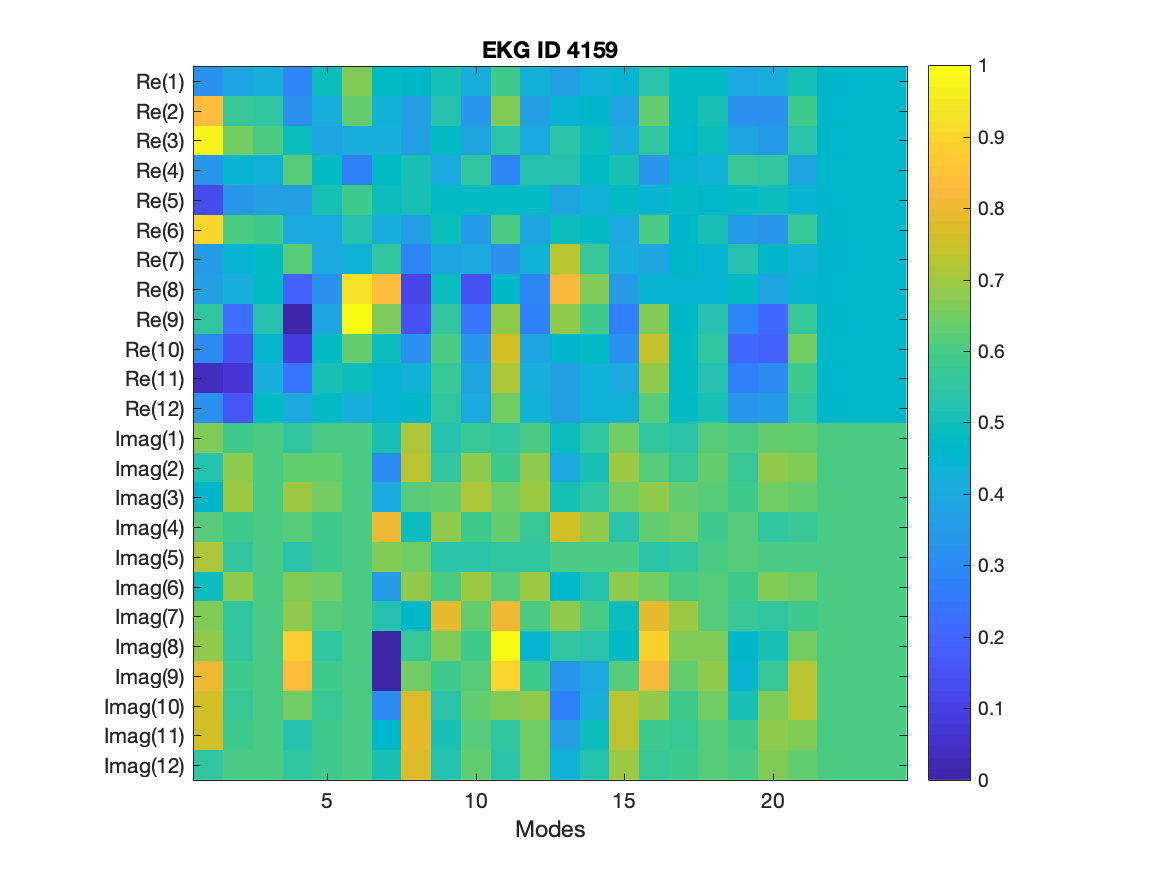 EKG ID 4159
Re(1)
Re(2)
Re(3)
Re(4)
Re(5)
Re(6)
Re(7)
Re(8)
Re(9)
Re(10)
Re(11)
Re(12)
Imag(1)
Imag(2)
Imag(3)
Imag(4)
Imag(5)
Imag(6)
Imag(7)
Imag(8)
Imag(9)
Imag(10)
Imag(11)
Imag(12)
5 10 15 20
Modes
1
0.9
0.8
0.7
0.6
0.5
0.4
0.3
0.2
0.1
0